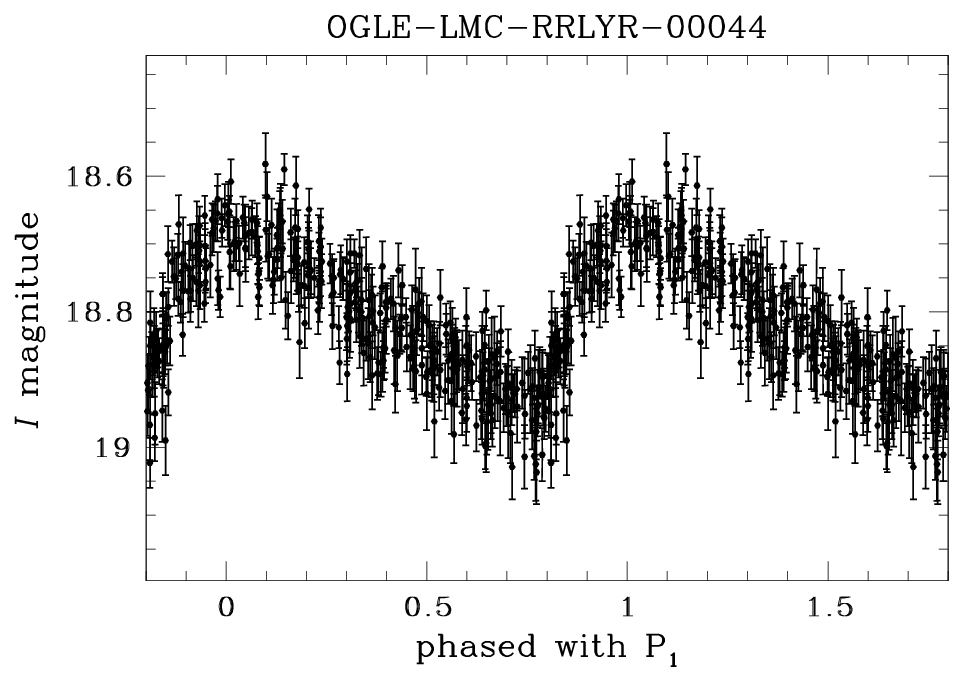 OGLE-LMC-RRLYR-00044
18.6
18.8
19
I magnitude
0 0.5 1 1.5
phased with P₁